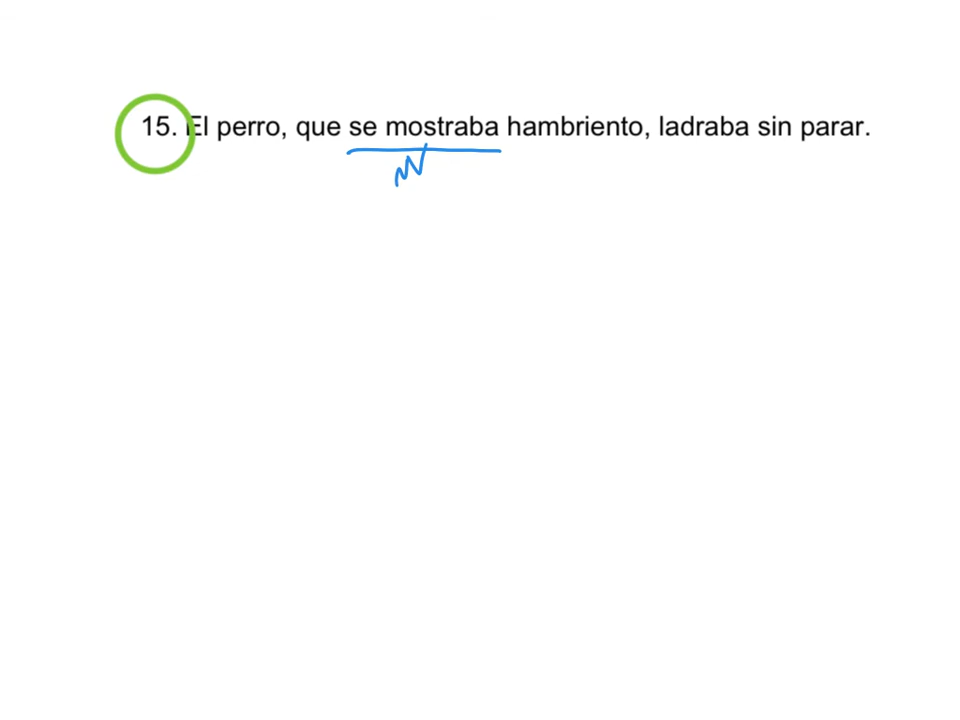 15. El perro, que se mostraba hambriento, ladraba sin parar.
N